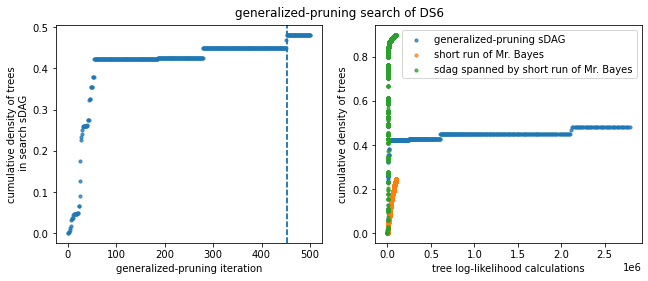 generalized-pruning search of DS6
cumulative density of trees
in search sDAG
0.5
0.4
0.3
0.2
0.1
0.0
0
100
200
300
400
500
generalized-pruning iteration
cumulative density of trees
0.8
0.6
0.4
0.2
0.0
generalized-pruning sDAG
short run of Mr. Bayes
sdag spanned by short run of Mr. Bayes
0.0
0.5
1.0
1.5
2.0
2.5
1e6
tree log-likelihood calculations